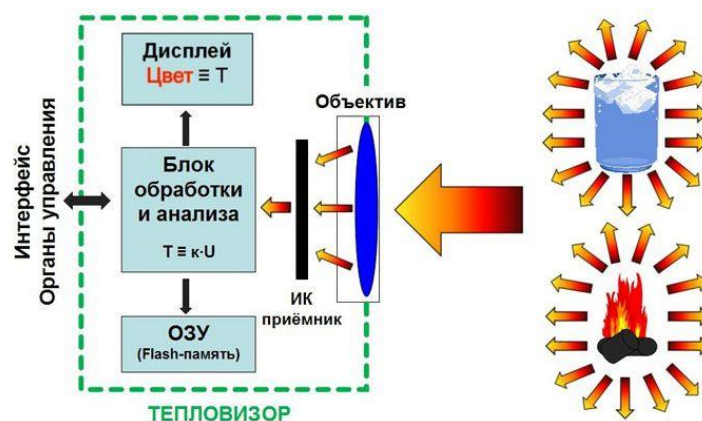 Дисплей
Цвет ≡ T
Объектив
Интерфейс
Органы управления
Блок
обработки
и анализа
T ≡ к·U
ИК
приёмник
ОЗУ
(Flash-память)
ТЕПЛОВИЗОР